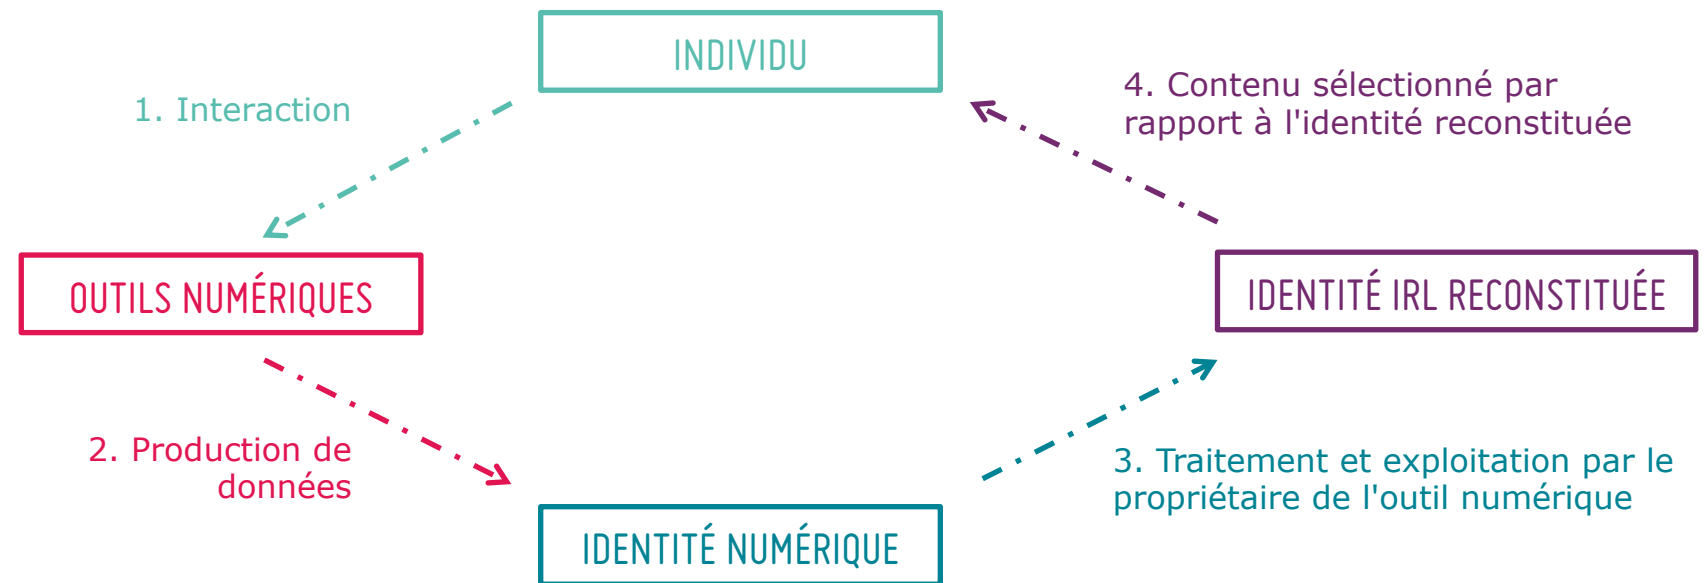 INDIVIDU
1. Interaction
4. Contenu sélectionné par
rapport à l'identité reconstituée
OUTILS NUMÉRIQUES
IDENTITÉ IRL RECONSTITUÉE
2. Production de
données
3. Traitement et exploitation par le
propriétaire de l'outil numérique
IDENTITÉ NUMÉRIQUE